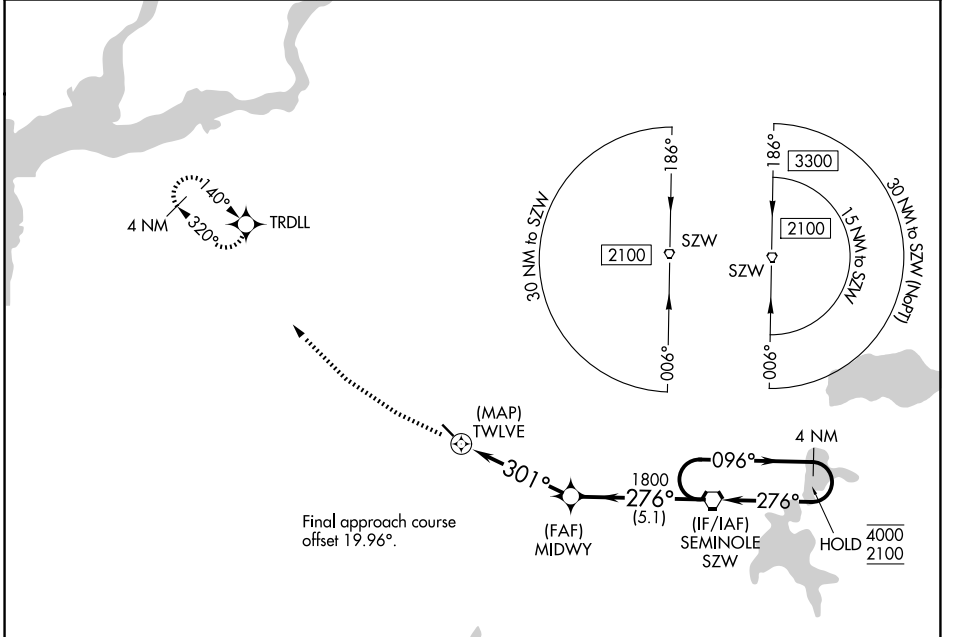 140°
320°
4 NM
TRDLL
30 NM to SZW
186°
2100
SZW
006°
186°
3300
2100
SZW
15 NM to SZW
30 NM to SZW (NoPT)
006°
(MAP)
TWLVE
301°
(FAF)
MIDWY
1800
276°
(5.1)
096°
4 NM
276°
(IF/IAF)
SEMINOLE
SZW
HOLD
4000
2100
Final approach course
offset 19.96°.